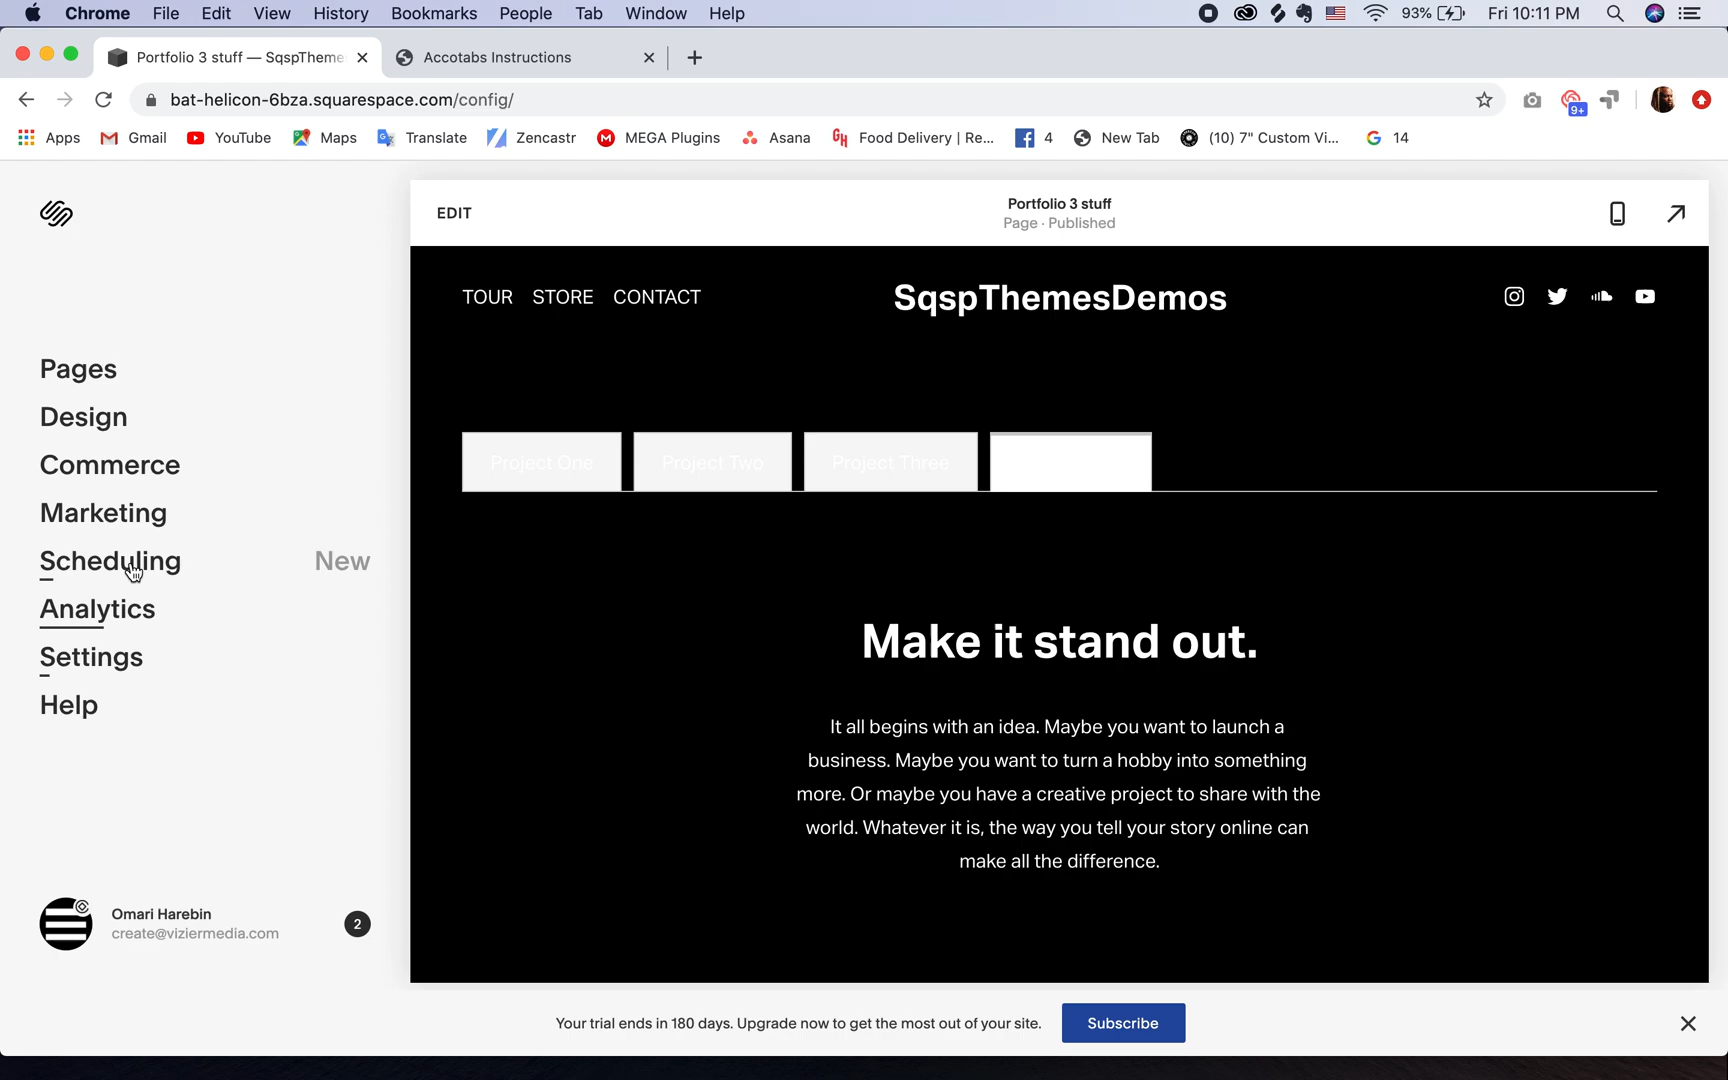 Chrome File Edit View History Bookmarks People Tab Window Help 93% Fri 10:11 PM
Portfolio 3 stuff — SqspTheme Accotabs Instructions
bat-helicon-6bza.squarespace.com/config/ 9+
Apps Gmail YouTube Maps Translate Zencastr MEGA Plugins Asana Food Delivery | Re... 4 New Tab (10) 7" Custom Vi... 14
EDIT
Portfolio 3 stuff
Page · Published
TOUR STORE CONTACT
SqspThemesDemos
Pages
Design
Commerce
Marketing
Scheduling New
Analytics
Settings
Help
Project One Project Two Project Three
Make it stand out.
It all begins with an idea. Maybe you want to launch a
business. Maybe you want to turn a hobby into something
more. Or maybe you have a creative project to share with the
world. Whatever it is, the way you tell your story online can
make all the difference.
Omari Harebin
create@viziermedia.com
2
Your trial ends in 180 days. Upgrade now to get the most out of your site. Subscribe